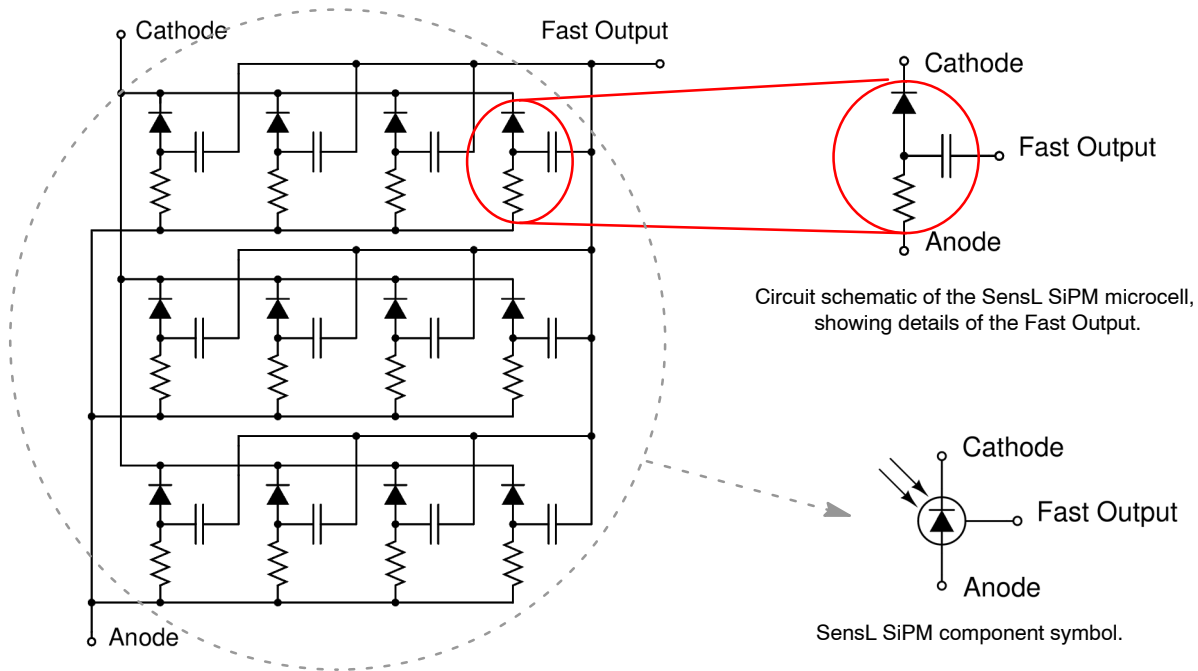 Cathode
Fast Output
Cathode
Fast Output
Anode
Circuit schematic of the SensL SiPM microcell,
showing details of the Fast Output.
Cathode
Fast Output
Anode
SensL SiPM component symbol.
Anode